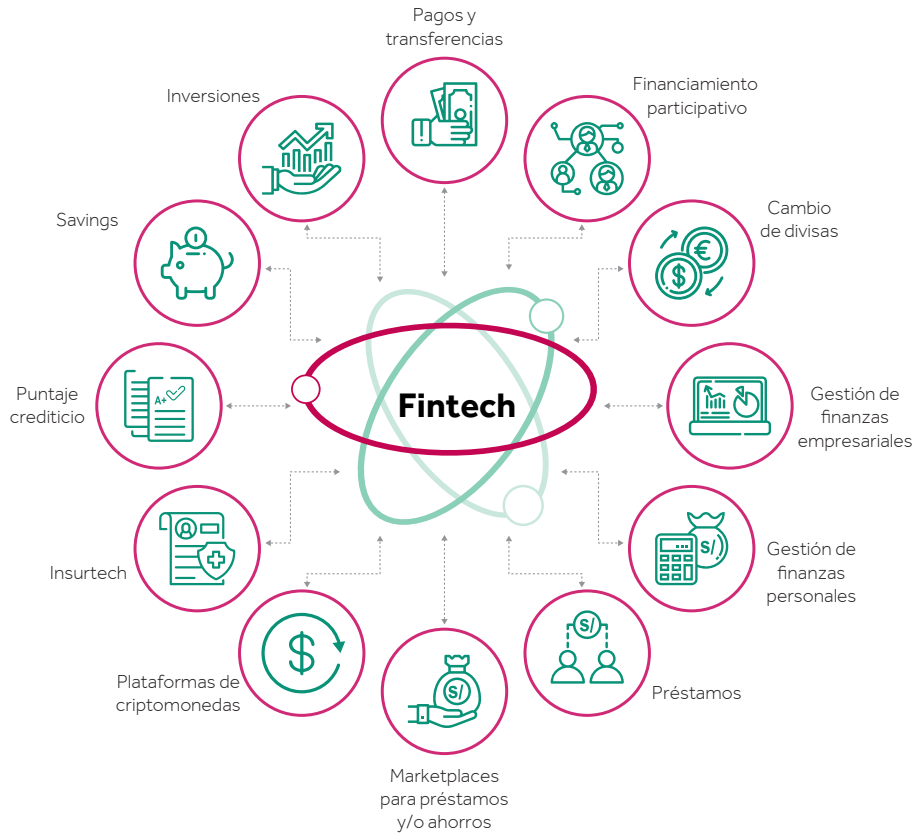 Pagos y
transferencias
Financiamiento
participativo
Inversiones
Cambio
de divisas
€
$
Savings
Puntaje
crediticio
A+
Fintech
Gestión de
finanzas
empresariales
Insurtech
S/
Gestión de
finanzas
personales
Plataformas de
criptomonedas
$
S/
Préstamos
S/
Marketplaces
para préstamos
y/o ahorros